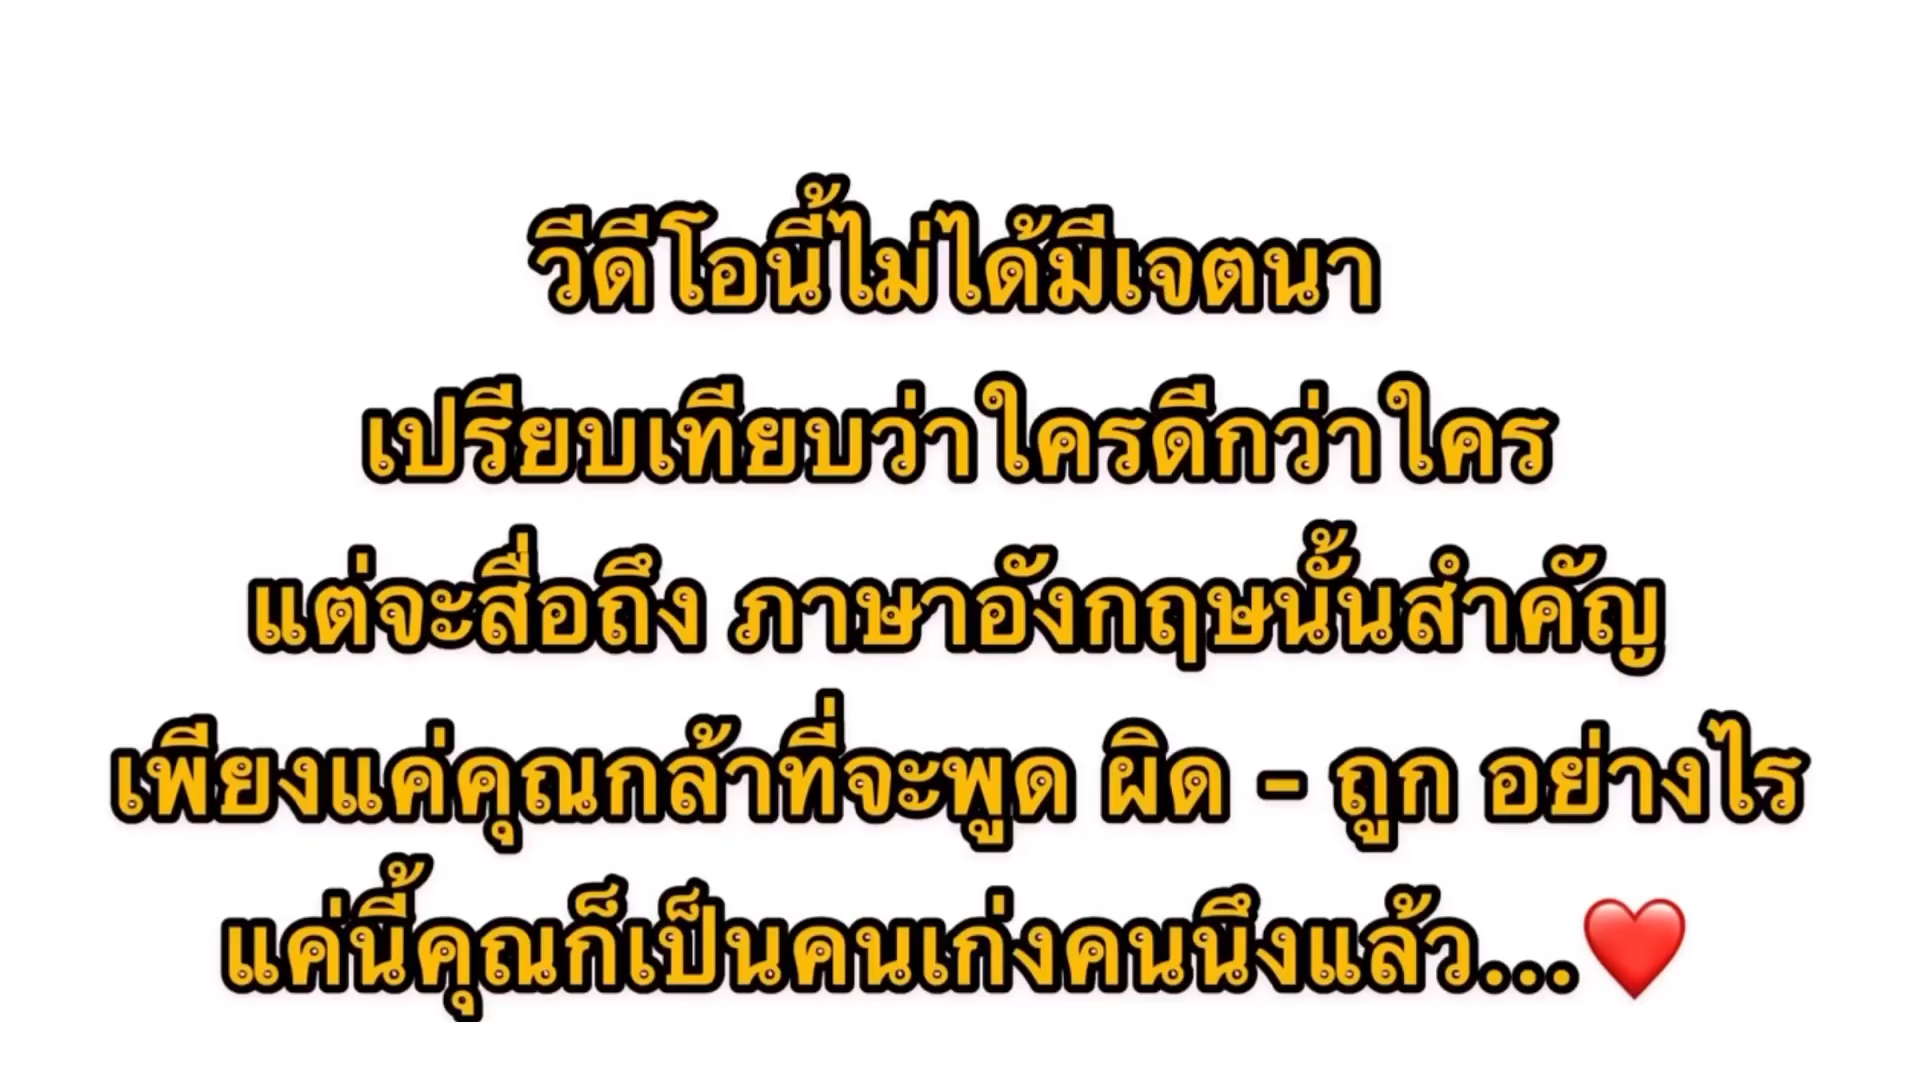 วีดีโอนี้ไม่ได้มีเจตนา
เปรียบเทียบว่าใครดีกว่าใคร
แต่จะสื่อถึง ภาษาอังกฤษนั้นสำคัญ
เพียงแค่คุณกล้าที่จะพูด ผิด - ถูก อย่างไร
แค่นี้คุณก็เป็นคนเก่งคนนึงแล้ว...❤️